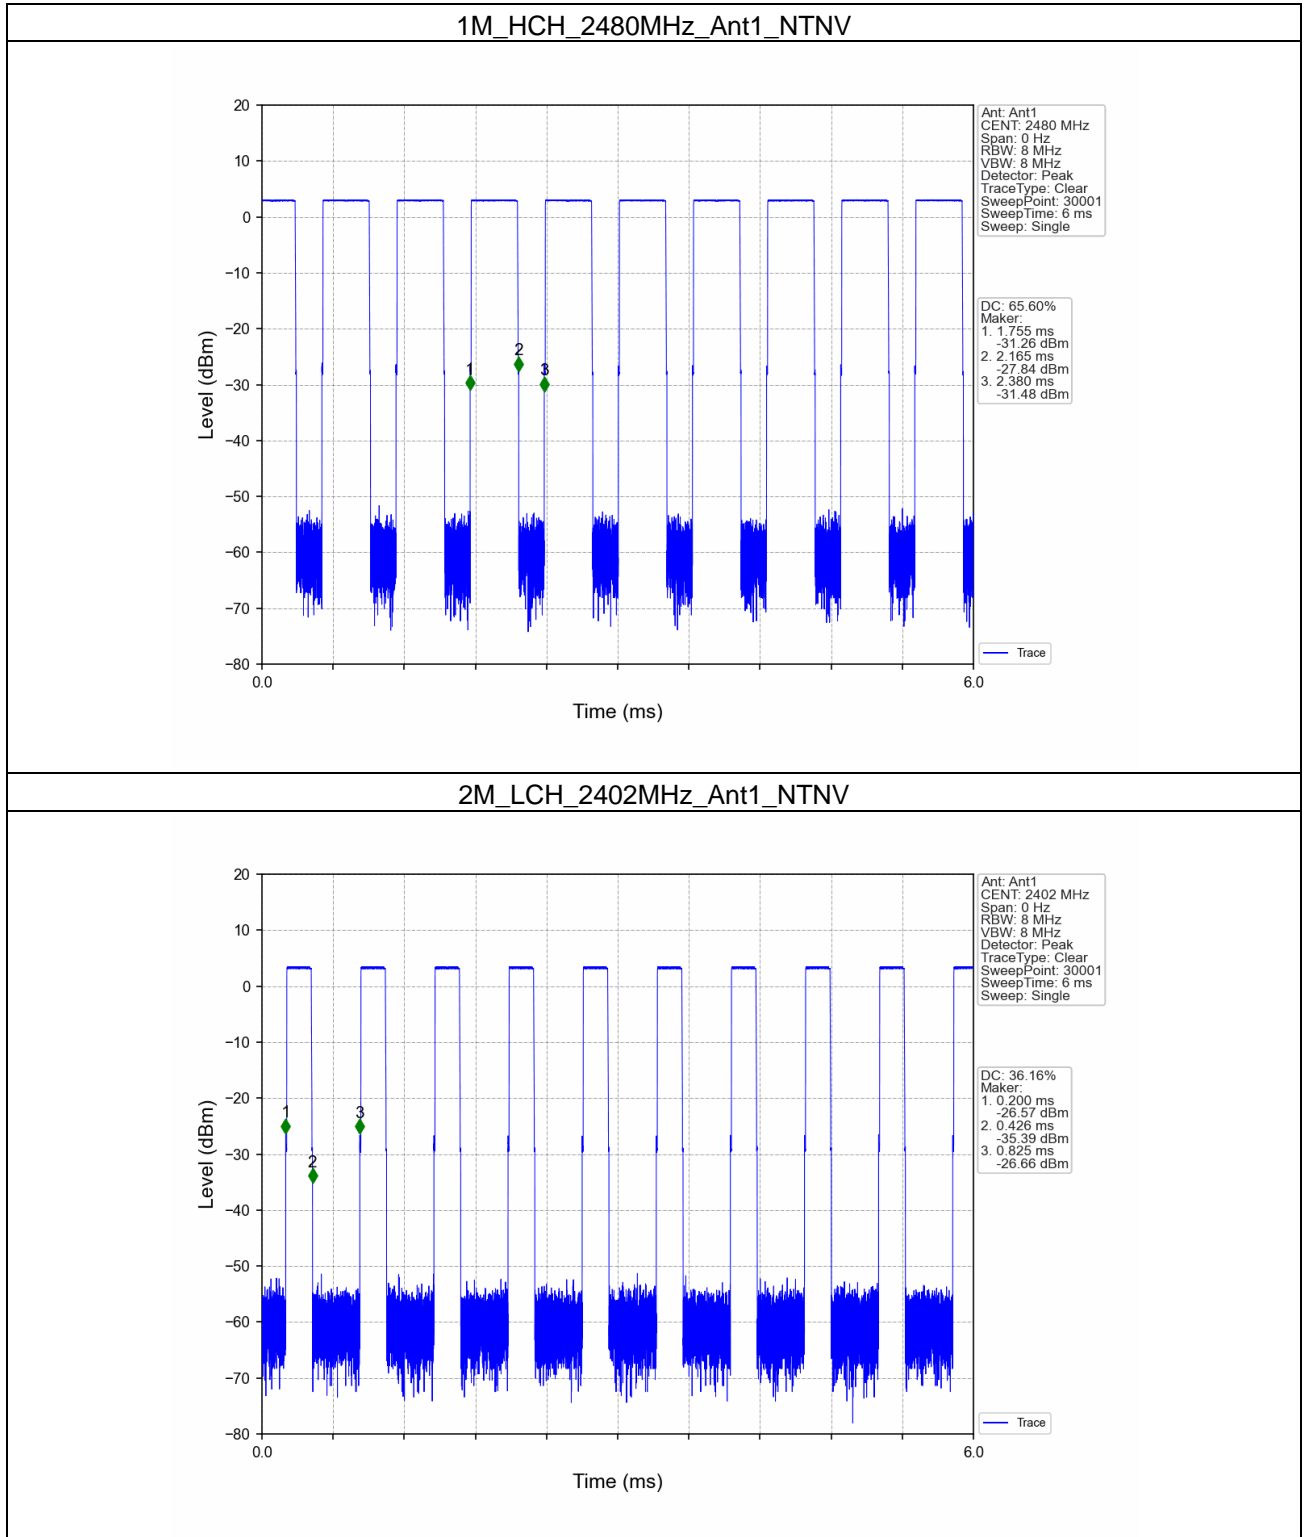 1M_HCH_2480MHz_Ant1_NTNV
20
10
0
−10
−20
−30
−40
−50
−60
−70
−80
Level (dBm)
1
2
3
0.0
6.0
Time (ms)
Ant: Ant1
CENT: 2480 MHz
Span: 0 Hz
RBW: 8 MHz
VBW: 8 MHz
Detector: Peak
TraceType: Clear
SweepPoint: 30001
SweepTime: 6 ms
Sweep: Single
DC: 65.60%
Maker:
1. 1.755 ms
-31.26 dBm
2. 2.165 ms
-27.84 dBm
3. 2.380 ms
-31.48 dBm
Trace
2M_LCH_2402MHz_Ant1_NTNV
20
10
0
−10
−20
−30
−40
−50
−60
−70
−80
Level (dBm)
1
2
3
0.0
6.0
Time (ms)
Ant: Ant1
CENT: 2402 MHz
Span: 0 Hz
RBW: 8 MHz
VBW: 8 MHz
Detector: Peak
TraceType: Clear
SweepPoint: 30001
SweepTime: 6 ms
Sweep: Single
DC: 36.16%
Maker:
1. 0.200 ms
-26.57 dBm
2. 0.426 ms
-35.39 dBm
3. 0.825 ms
-26.66 dBm
Trace